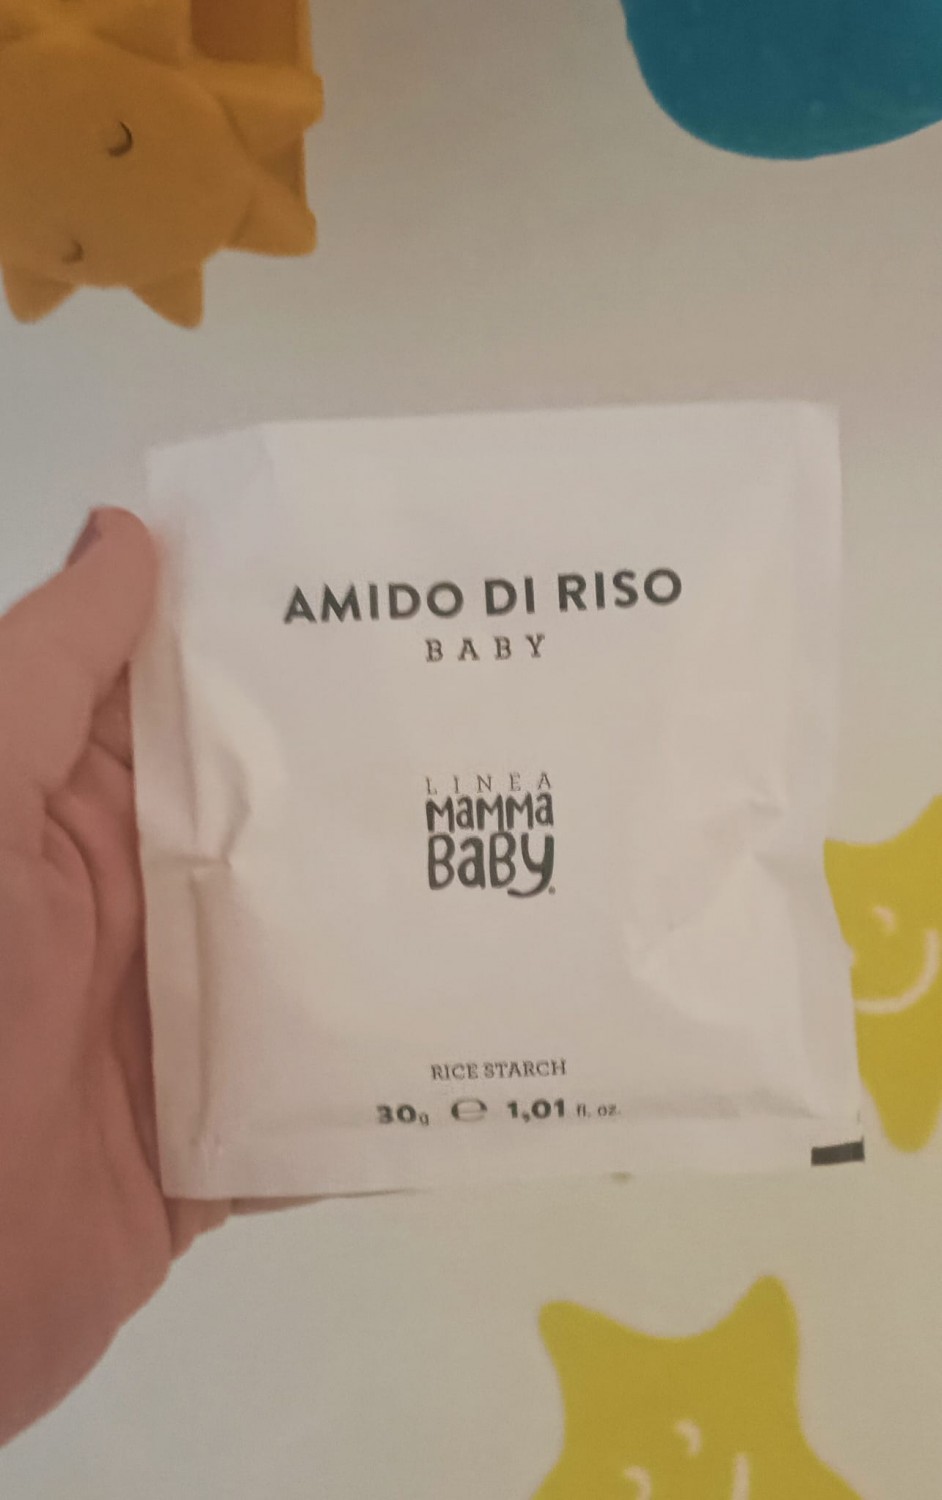 AMIDO DI RISO
BABY
LINEA
MAMMA
BABY
RICE STARCH
30g ℮ 1,01 fl. oz.